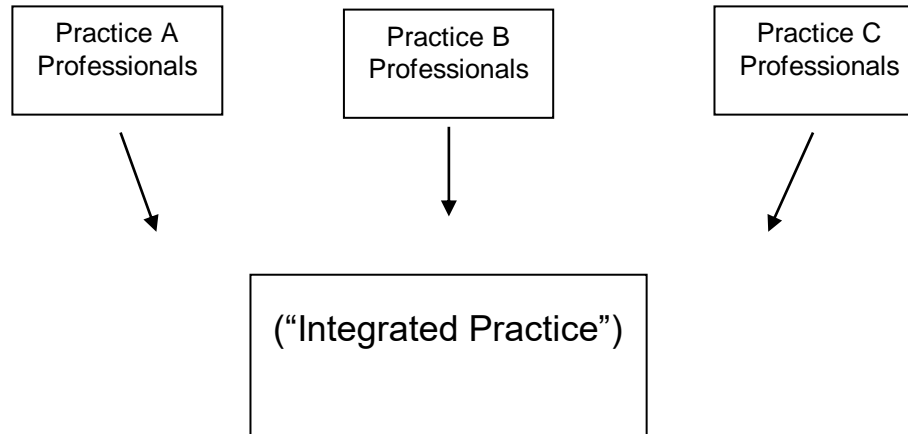 Practice A
Professionals
Practice B
Professionals
Practice C
Professionals
(“Integrated Practice”)